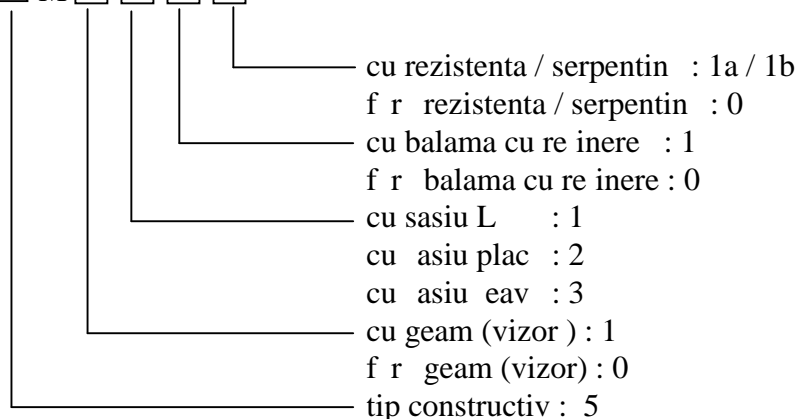 M
cu rezistenta / serpentin : 1a / 1b
f r rezistenta / serpentin : 0
cu balama cu re inere : 1
f r balama cu re inere : 0
cu sasiu L : 1
cu asiu plac : 2
cu asiu eav : 3
cu geam (vizor ) : 1
f r geam (vizor) : 0
tip constructiv : 5